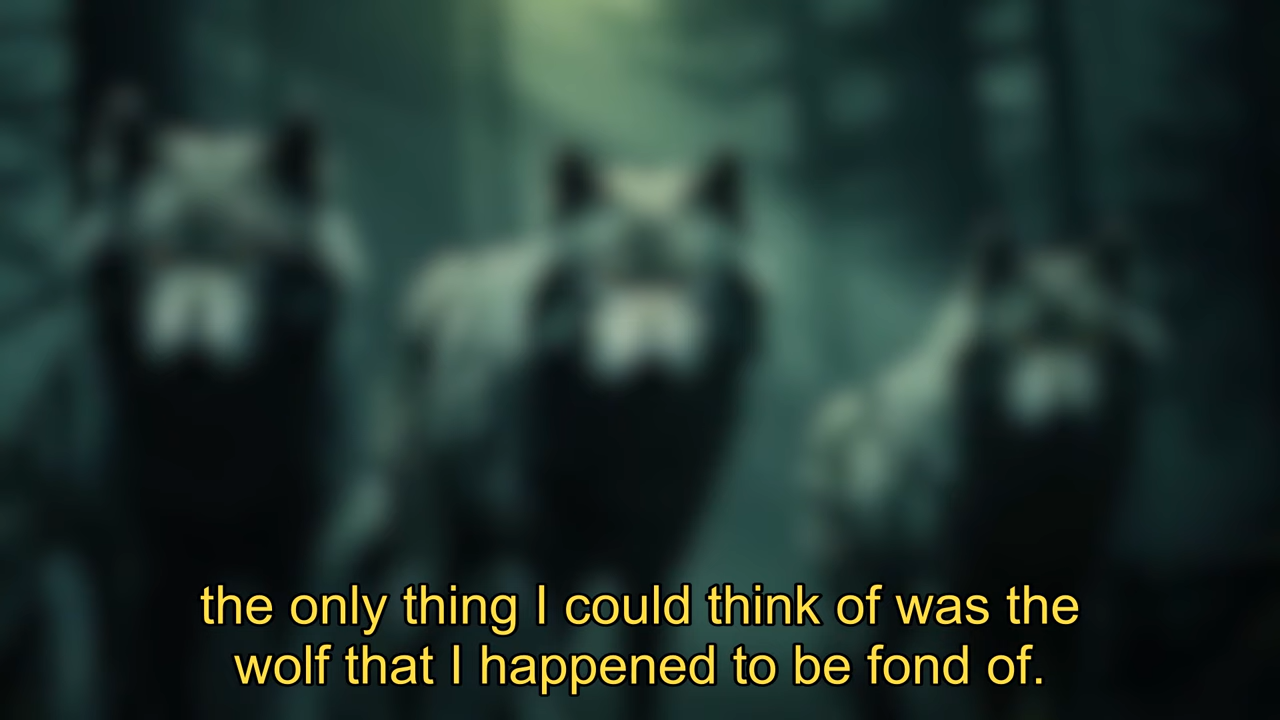 the only thing I could think of was the
wolf that I happened to be fond of.